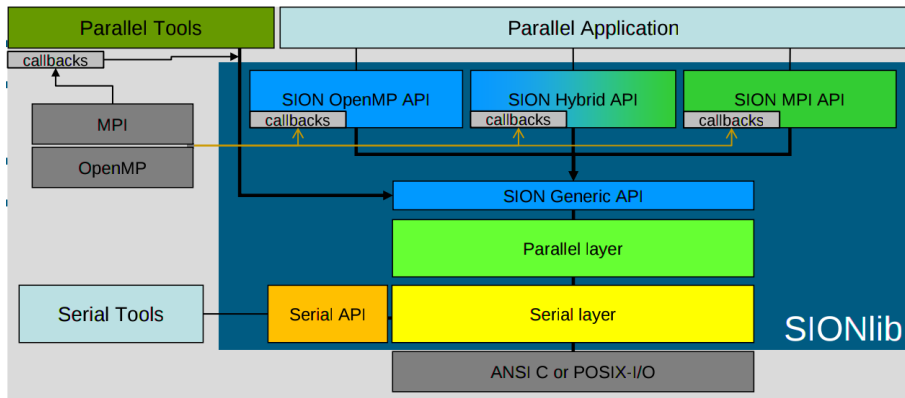 Parallel Tools
Parallel Application
callbacks
SION OpenMP API
SION Hybrid API
SION MPI API
callbacks
callbacks
callbacks
MPI
OpenMP
SION Generic API
Parallel layer
Serial Tools
Serial API
Serial layer
SIONlib
ANSI C or POSIX-I/O